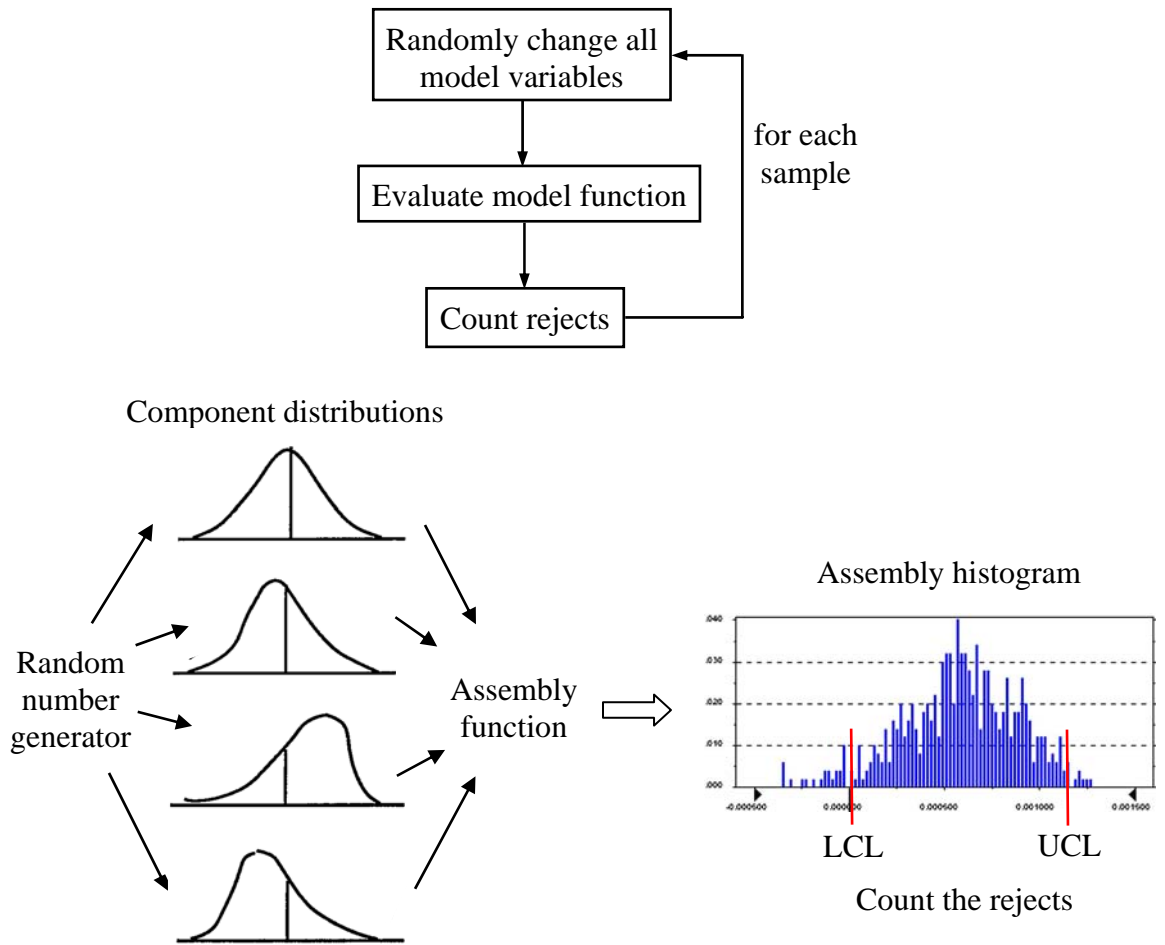 Randomly change all
model variables
for each
sample
Evaluate model function
Count rejects
Component distributions
Random
number
generator
Assembly
function
Assembly histogram
.040
.030
.020
.010
.000
-0.000500
0.000500
0.001000
0.001500
LCL
UCL
Count the rejects